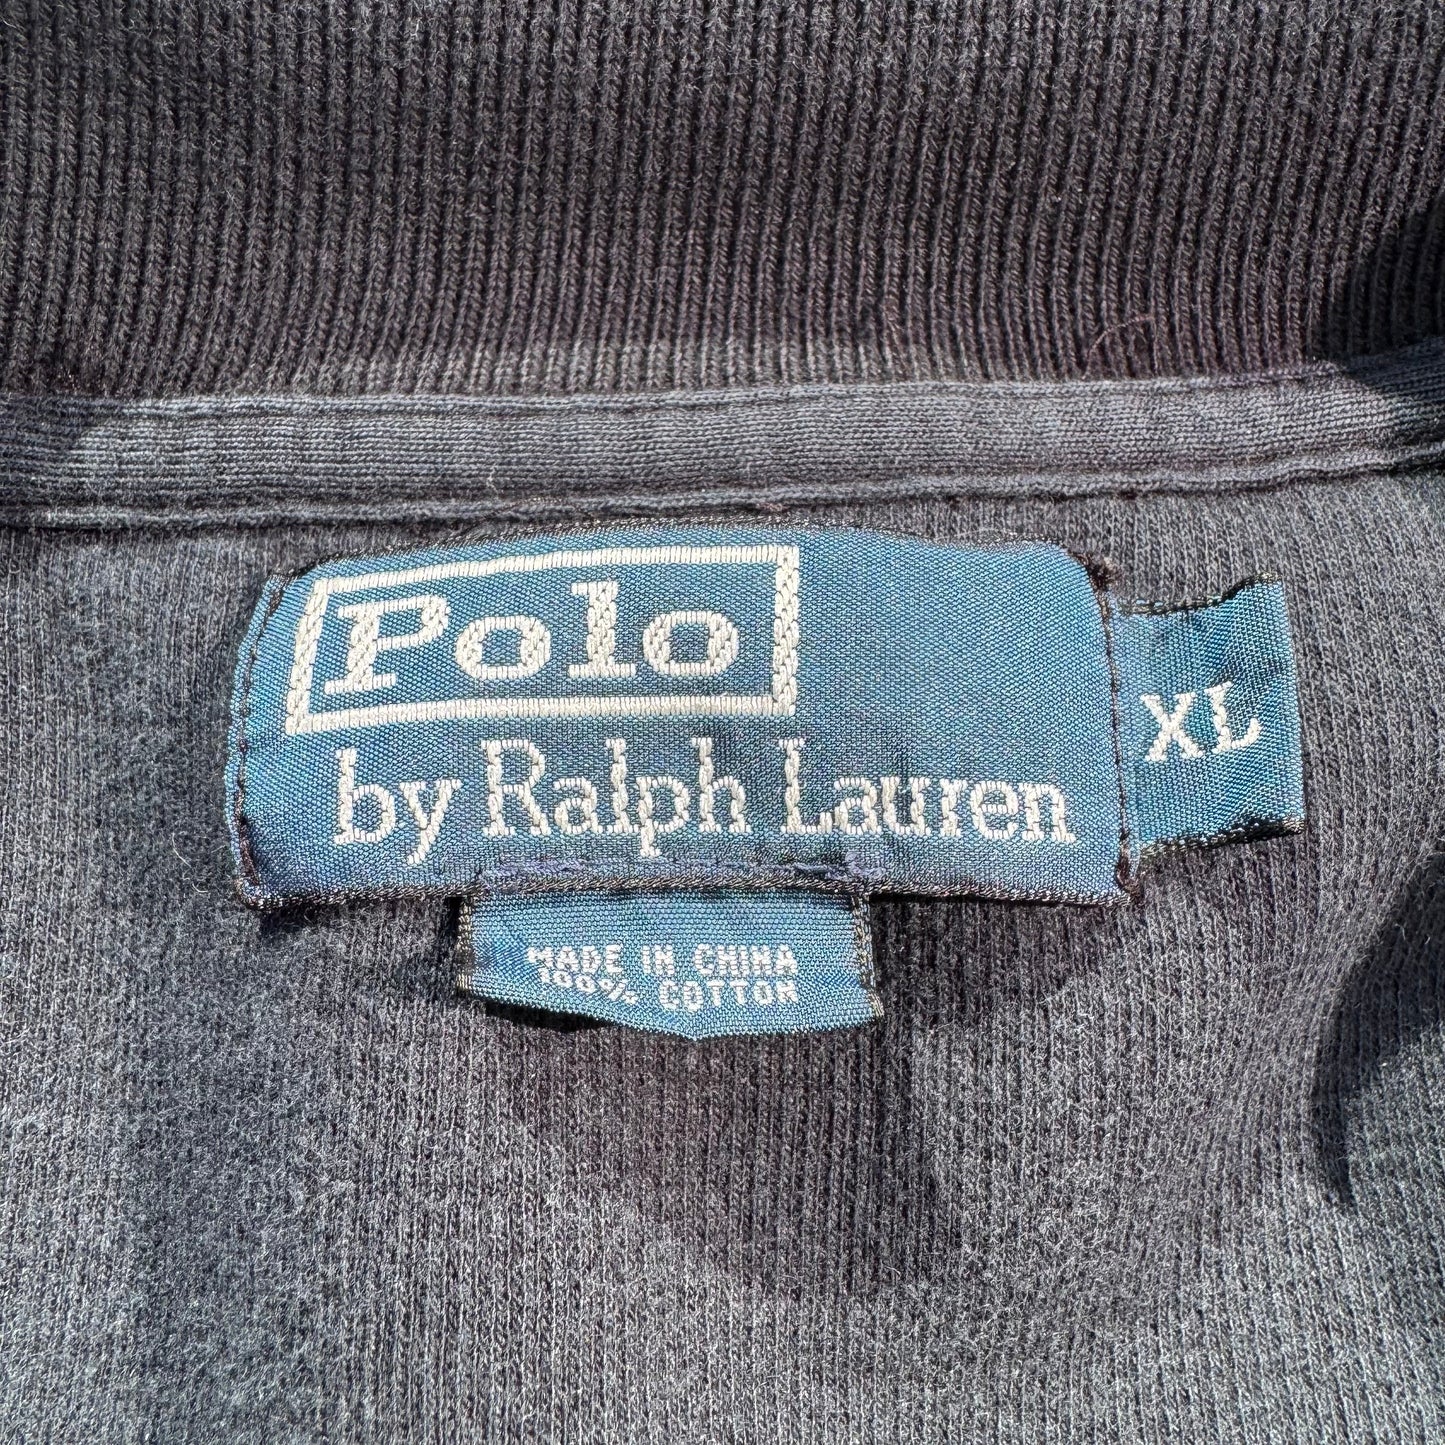 Polo
by Ralph Lauren
XL
MADE IN CHINA
100% COTTON